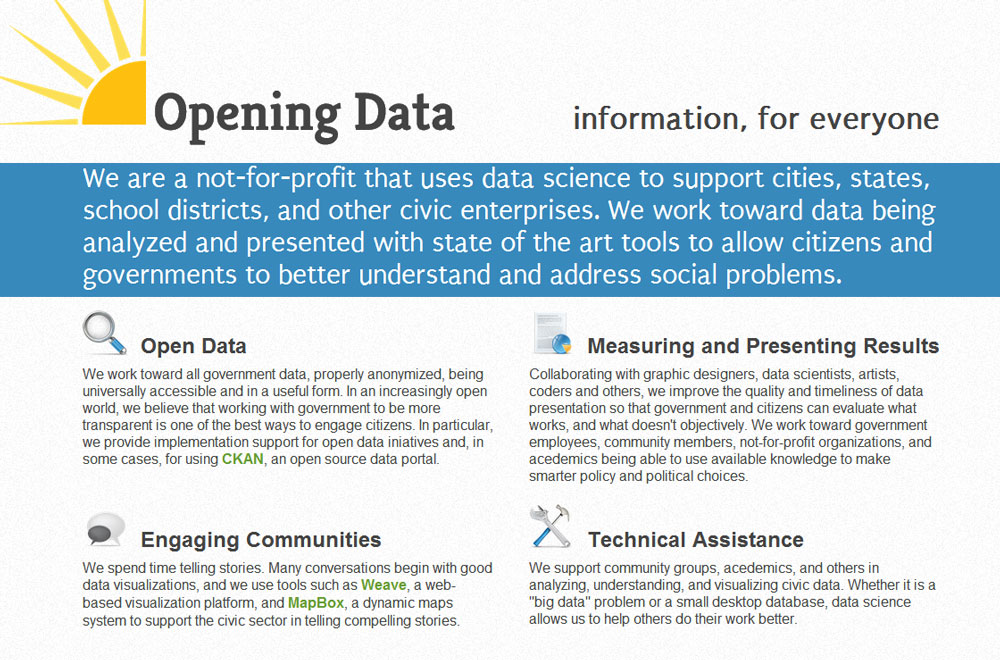 Opening Data
information, for everyone
We are a not-for-profit that uses data science to support cities, states,
school districts, and other civic enterprises. We work toward data being
analyzed and presented with state of the art tools to allow citizens and
governments to better understand and address social problems.
Open Data
We work toward all government data, properly anonymized, being
universally accessible and in a useful form. In an increasingly open
world, we believe that working with government to be more
transparent is one of the best ways to engage citizens. In particular,
we provide implementation support for open data iniatives and, in
some cases, for using CKAN, an open source data portal.
Measuring and Presenting Results
Collaborating with graphic designers, data scientists, artists,
coders and others, we improve the quality and timeliness of data
presentation so that government and citizens can evaluate what
works, and what doesn't objectively. We work toward government
employees, community members, not-for-profit organizations, and
acedemics being able to use available knowledge to make
smarter policy and political choices.
Engaging Communities
We spend time telling stories. Many conversations begin with good
data visualizations, and we use tools such as Weave, a web-
based visualization platform, and MapBox, a dynamic maps
system to support the civic sector in telling compelling stories.
Technical Assistance
We support community groups, acedemics, and others in
analyzing, understanding, and visualizing civic data. Whether it is a
"big data" problem or a small desktop database, data science
allows us to help others do their work better.